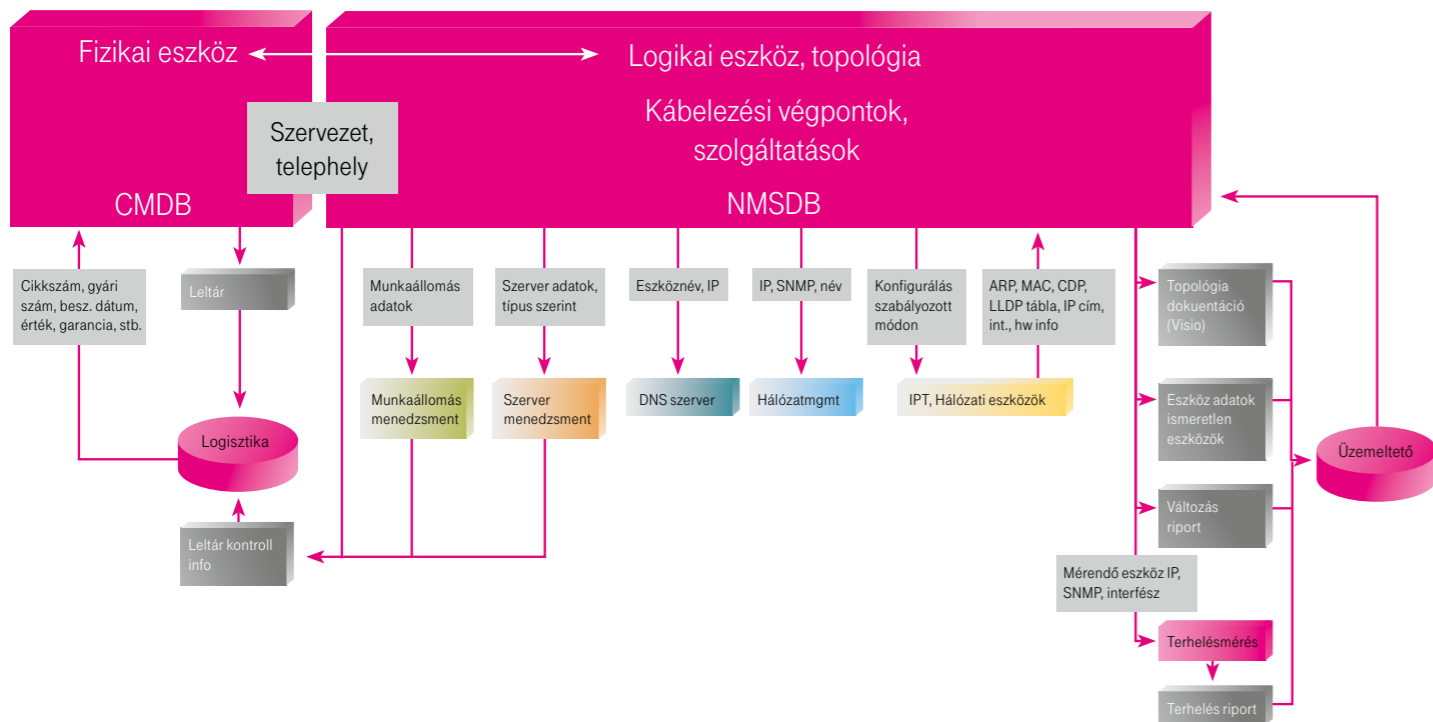 Fizikai eszköz
Logikai eszköz, topológia
Kábelezési végpontok,
szolgáltatások
Szervezet,
telephely
CMDB
NMSDB
Cikkszám, gyári
szám, besz. dátum,
érték, garancia, stb.
Leltár
Munkaállomás
adatok
Szerver adatok,
típus szerint
Eszköznév, IP
IP, SNMP, név
Konfigurálás
szabályozott
módon
ARP, MAC, CDP,
LLDP tábla, IP cím,
int., hw info
Topológia
dokuentáció
(Visio)
Munkaállomás
menedzsment
Szerver
menedzsment
DNS szerver
Hálózatmgmt
IPT, Hálózati eszközök
Eszköz adatok
ismeretlen
eszközök
Logisztika
Üzemeltető
Változás
riport
Leltár kontroll
info
Mérendő eszköz IP,
SNMP, interfész
Terhelésmérés
Terhelés riport